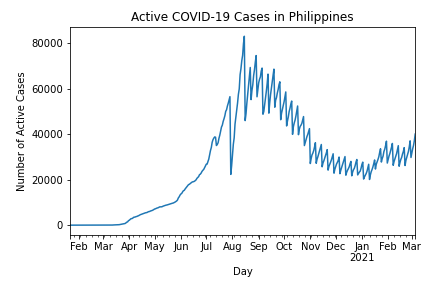 Active COVID-19 Cases in Philippines
Number of Active Cases
80000
60000
40000
20000
0
Feb Mar Apr May Jun Jul Aug Sep Oct Nov Dec Jan Feb Mar
2021
Day